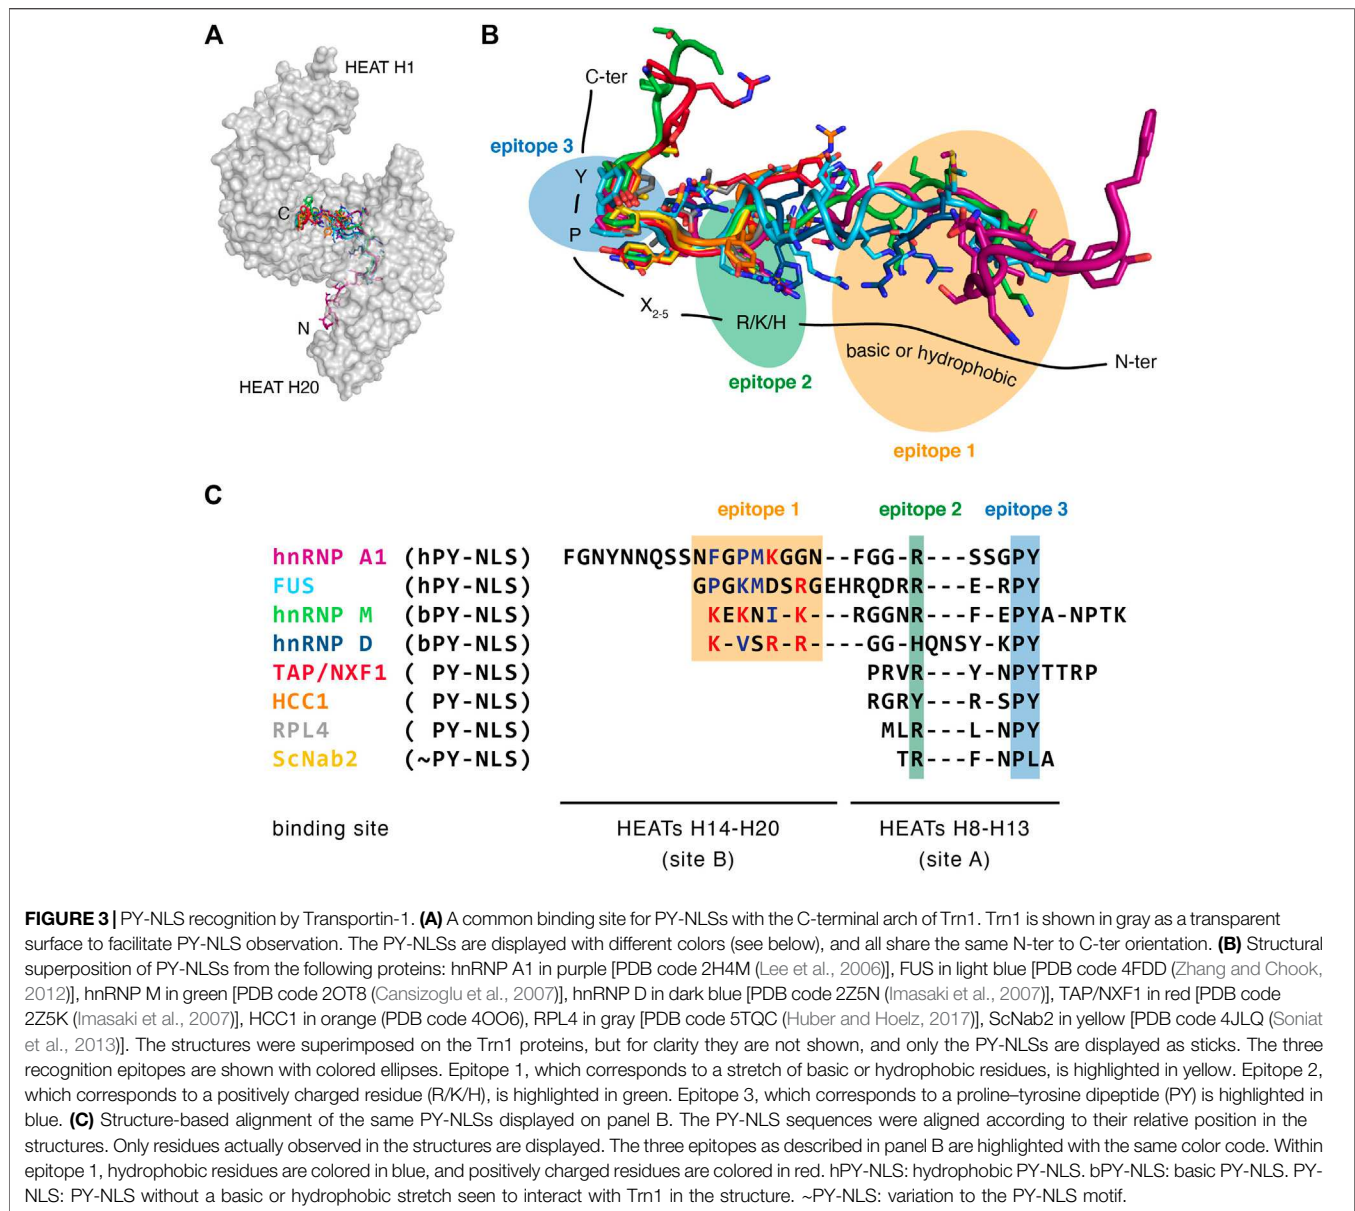 A
HEAT H1
C
N
HEAT H20
B
C-ter
epitope 3
Y
P
X2-5
R/K/H
epitope 2
basic or hydrophobic
N-ter
epitope 1
C
epitope 1 epitope 2 epitope 3
hnRNP A1 (hPY-NLS) FGNYNNQSSNFGPMKGGN--FGG-R---SSGPY
FUS (hPY-NLS) GPGKMDSRGEHRQDRR---E-RPY
hnRNP M (bPY-NLS) KEKNI-K---RGGNR---F-EPYA-NPTK
hnRNP D (bPY-NLS) K-VSR-R----GG-HQNSY-KPY
TAP/NXF1 ( PY-NLS) PRVR---Y-NPYTTRP
HCC1 ( PY-NLS) RGRY---R-SPY
RPL4 ( PY-NLS) MLR---L-NPY
ScNab2 (~PY-NLS) TR---F-NPLA
binding site HEATs H14-H20 HEATs H8-H13
(site B) (site A)
FIGURE 3 | PY-NLS recognition by Transportin-1. (A) A common binding site for PY-NLSs with the C-terminal arch of Trn1. Trn1 is shown in gray as a transparent
surface to facilitate PY-NLS observation. The PY-NLSs are displayed with different colors (see below), and all share the same N-ter to C-ter orientation. (B) Structural
superposition of PY-NLSs from the following proteins: hnRNP A1 in purple [PDB code 2H4M (Lee et al., 2006)], FUS in light blue [PDB code 4FDD (Zhang and Chook,
2012)], hnRNP M in green [PDB code 2OT8 (Cansizoglu et al., 2007)], hnRNP D in dark blue [PDB code 2Z5N (Imasaki et al., 2007)], TAP/NXF1 in red [PDB code
2Z5K (Imasaki et al., 2007)], HCC1 in orange (PDB code 4OO6), RPL4 in gray [PDB code 5TQC (Huber and Hoelz, 2017)], ScNab2 in yellow [PDB code 4JLQ (Soniat
et al., 2013)]. The structures were superimposed on the Trn1 proteins, but for clarity they are not shown, and only the PY-NLSs are displayed as sticks. The three
recognition epitopes are shown with colored ellipses. Epitope 1, which corresponds to a stretch of basic or hydrophobic residues, is highlighted in yellow. Epitope 2,
which corresponds to a positively charged residue (R/K/H), is highlighted in green. Epitope 3, which corresponds to a proline–tyrosine dipeptide (PY) is highlighted in
blue. (C) Structure-based alignment of the same PY-NLSs displayed on panel B. The PY-NLS sequences were aligned according to their relative position in the
structures. Only residues actually observed in the structures are displayed. The three epitopes as described in panel B are highlighted with the same color code. Within
epitope 1, hydrophobic residues are colored in blue, and positively charged residues are colored in red. hPY-NLS: hydrophobic PY-NLS. bPY-NLS: basic PY-NLS. PY-
NLS: PY-NLS without a basic or hydrophobic stretch seen to interact with Trn1 in the structure. ~PY-NLS: variation to the PY-NLS motif.